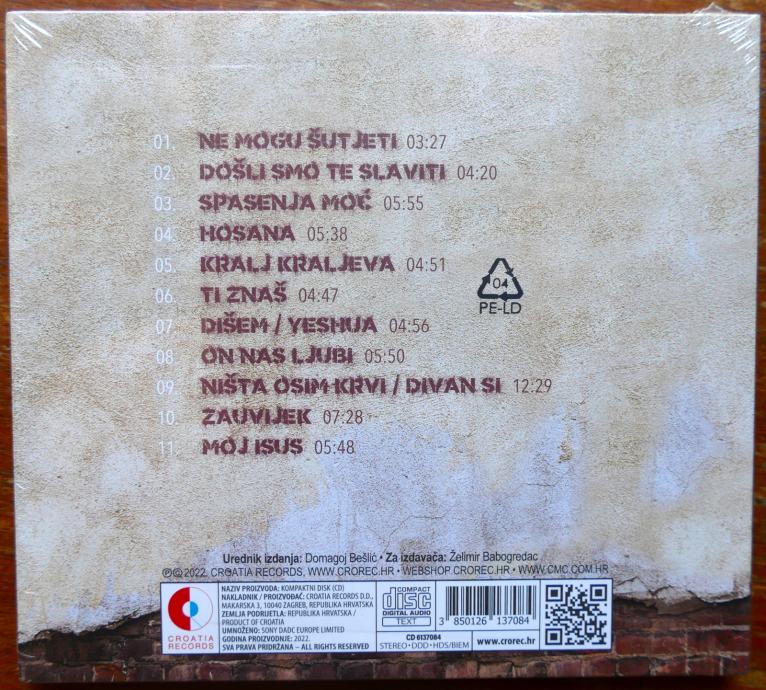 01. NE MOGU ŠUTJETI 03:27
02. DOŠLI SMO TE SLAVITI 04:20
03. SPASENJA MOĆ 05:55
04. HOSANA 05:38
05. KRALJ KRALJEVA 04:51
06. TI ZNAŠ 04:47
07. DIŠEM / YESHUA 04:56
08. ON NAS LJUBI 05:50
09. NIŠTA OSIM KRVI / DIVAN SI 12:29
10. ZAUVIJEK 07:28
11. MOJ ISUS 05:48
04
PE-LD
Urednik izdanja: Domagoj Bešlić • Za izdavača: Želimir Babogredac
℗©2022. CROATIA RECORDS, WWW.CROREC.HR • WEBSHOP.CROREC.HR • WWW.CMC.COM.HR
CROATIA
RECORDS
NAZIV PROIZVODA: KOMPAKTNI DISK (CD)
NAKLADNIK / PROIZVOĐAČ: CROATIA RECORDS D.D.,
MAKARSKA 3, 10040 ZAGREB, REPUBLIKA HRVATSKA
ZEMLJA PODRIJETLA: REPUBLIKA HRVATSKA /
PRODUCT OF CROATIA
UMNOŽENO: SONY DADC EUROPE LIMITED
GODINA PROIZVODNJE: 2022.
SVA PRAVA PRIDRŽANA – ALL RIGHTS RESERVED
COMPACT
disc
DIGITAL AUDIO
TEXT
CD 6137084
STEREO • DDD • HDS/BIEM
3 850126 137084
www.crorec.hr